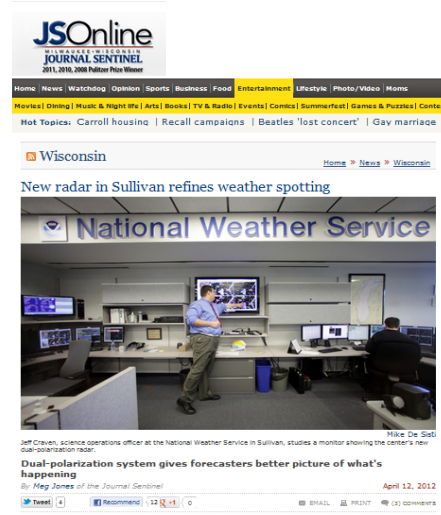 JSOnline
MILWAUKEE • WISCONSIN
JOURNAL SENTINEL
2011, 2010, 2008 Pulitzer Prize Winner
Home News Watchdog Opinion Sports Business Food Entertainment Lifestyle Photo/Video Moms
Movies Dining Music & Night life Arts Books TV & Radio Events Comics Summerfest Games & Puzzles Conte
Hot Topics: Carroll housing | Recall campaigns | Beatles 'lost concert' | Gay marriage
Wisconsin
Home » News » Wisconsin
New radar in Sullivan refines weather spotting
National Weather Service
Mike De Sisti
Jeff Craven, science operations officer at the National Weather Service in Sullivan, studies a monitor showing the center's new
dual-polarization radar.
Dual-polarization system gives forecasters better picture of what's
happening
By Meg Jones of the Journal Sentinel
April 12, 2012
Tweet 4 Recommend 12 +1 0 EMAIL PRINT (3) COMMENTS